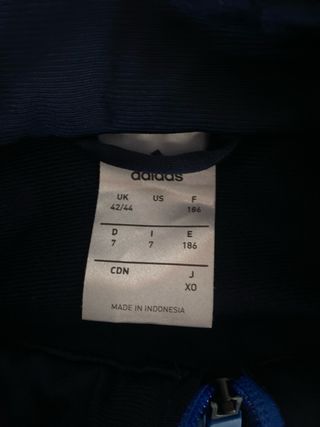 adidas
UK US F
42/44 186
D I E
7 7 186
CDN J
XO
MADE IN INDONESIA